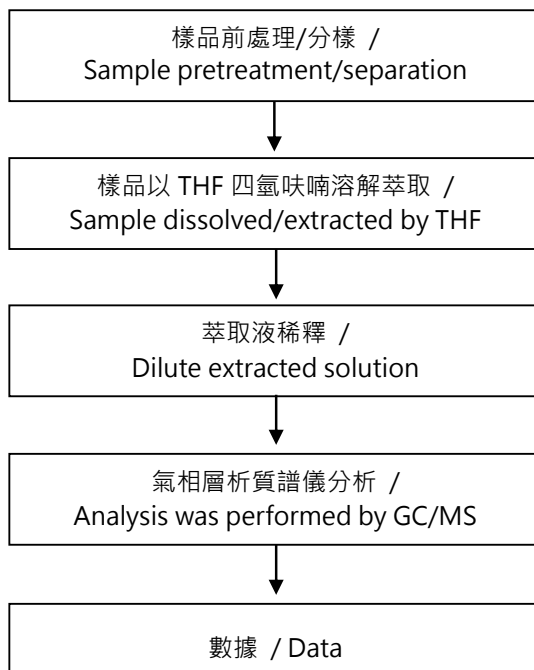 樣品前處理/分樣 /
Sample pretreatment/separation
樣品以 THF 四氫呋喃溶解萃取 /
Sample dissolved/extracted by THF
萃取液稀釋 /
Dilute extracted solution
氣相層析質譜儀分析 /
Analysis was performed by GC/MS
數據 / Data